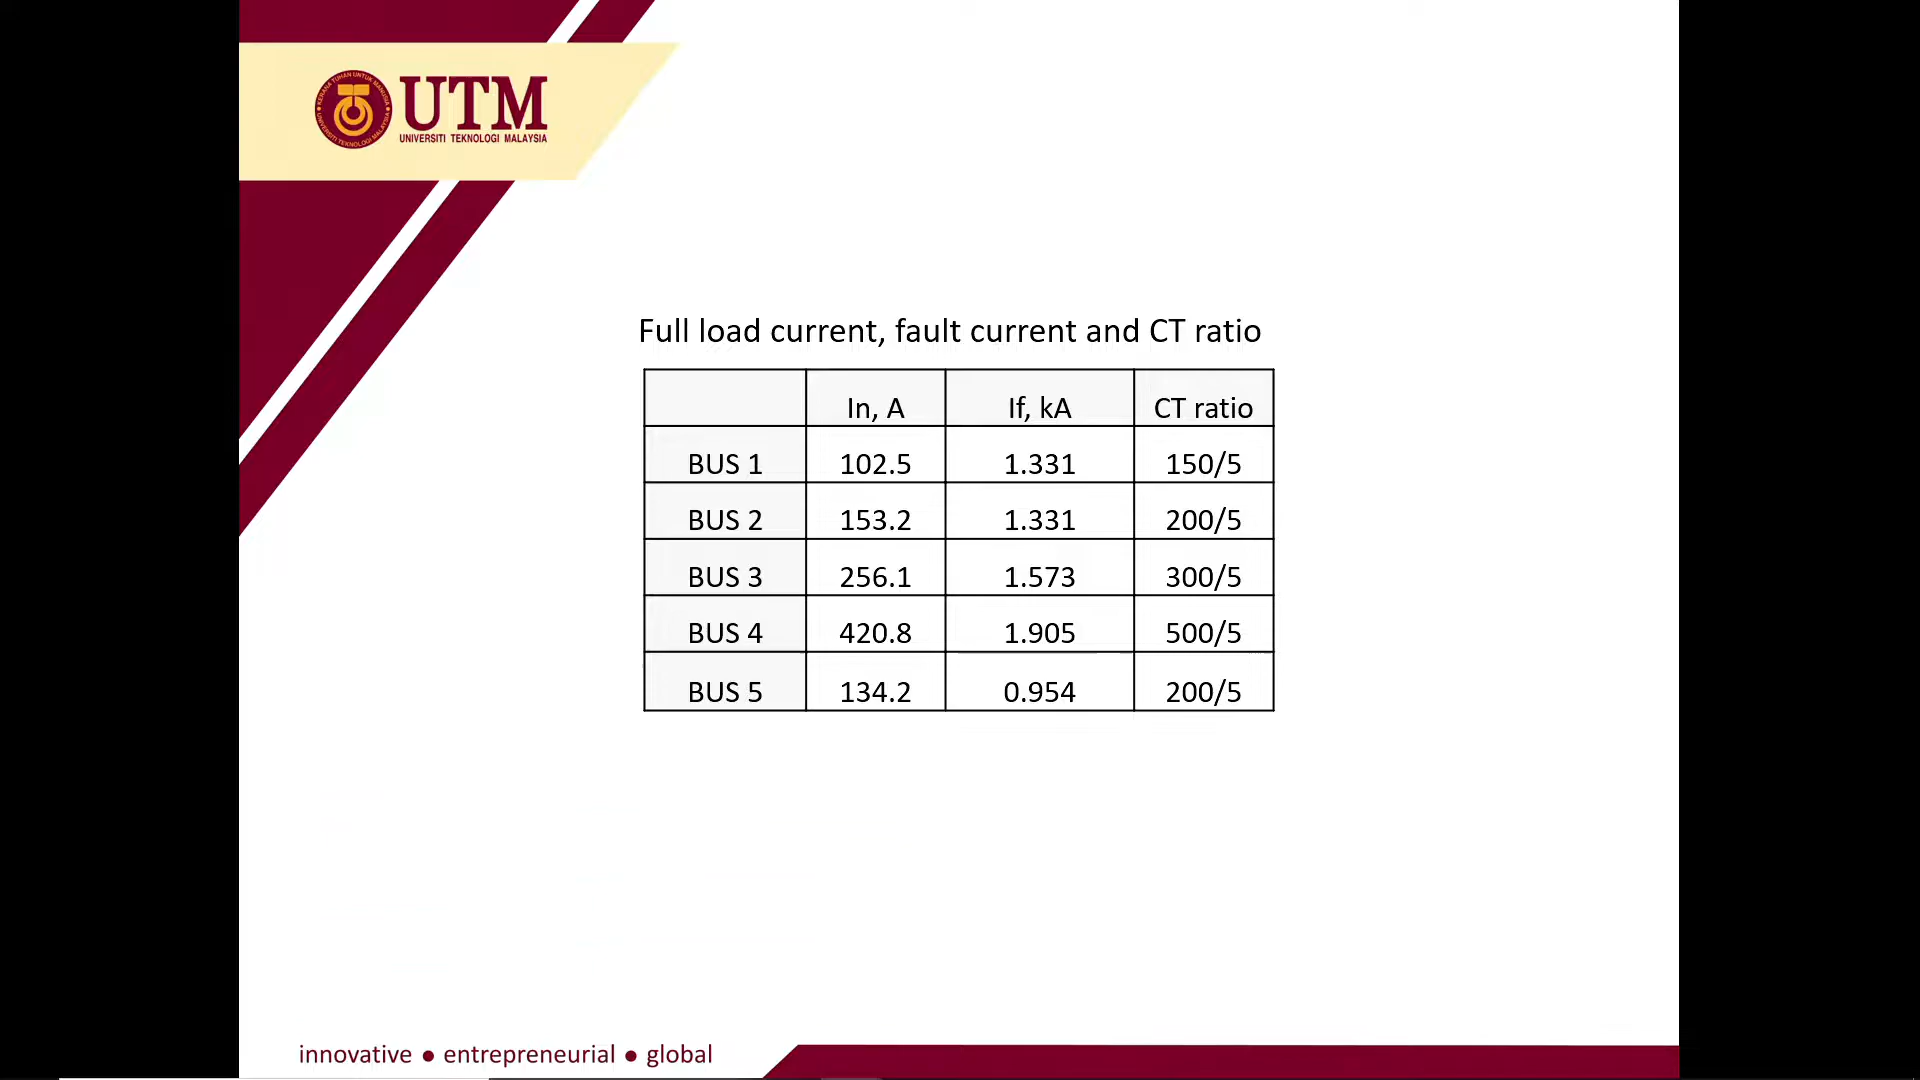 UTM
UNIVERSITI TEKNOLOGI MALAYSIA
Full load current, fault current and CT ratio
In, A If, kA CT ratio
BUS 1 102.5 1.331 150/5
BUS 2 153.2 1.331 200/5
BUS 3 256.1 1.573 300/5
BUS 4 420.8 1.905 500/5
BUS 5 134.2 0.954 200/5
innovative ● entrepreneurial ● global